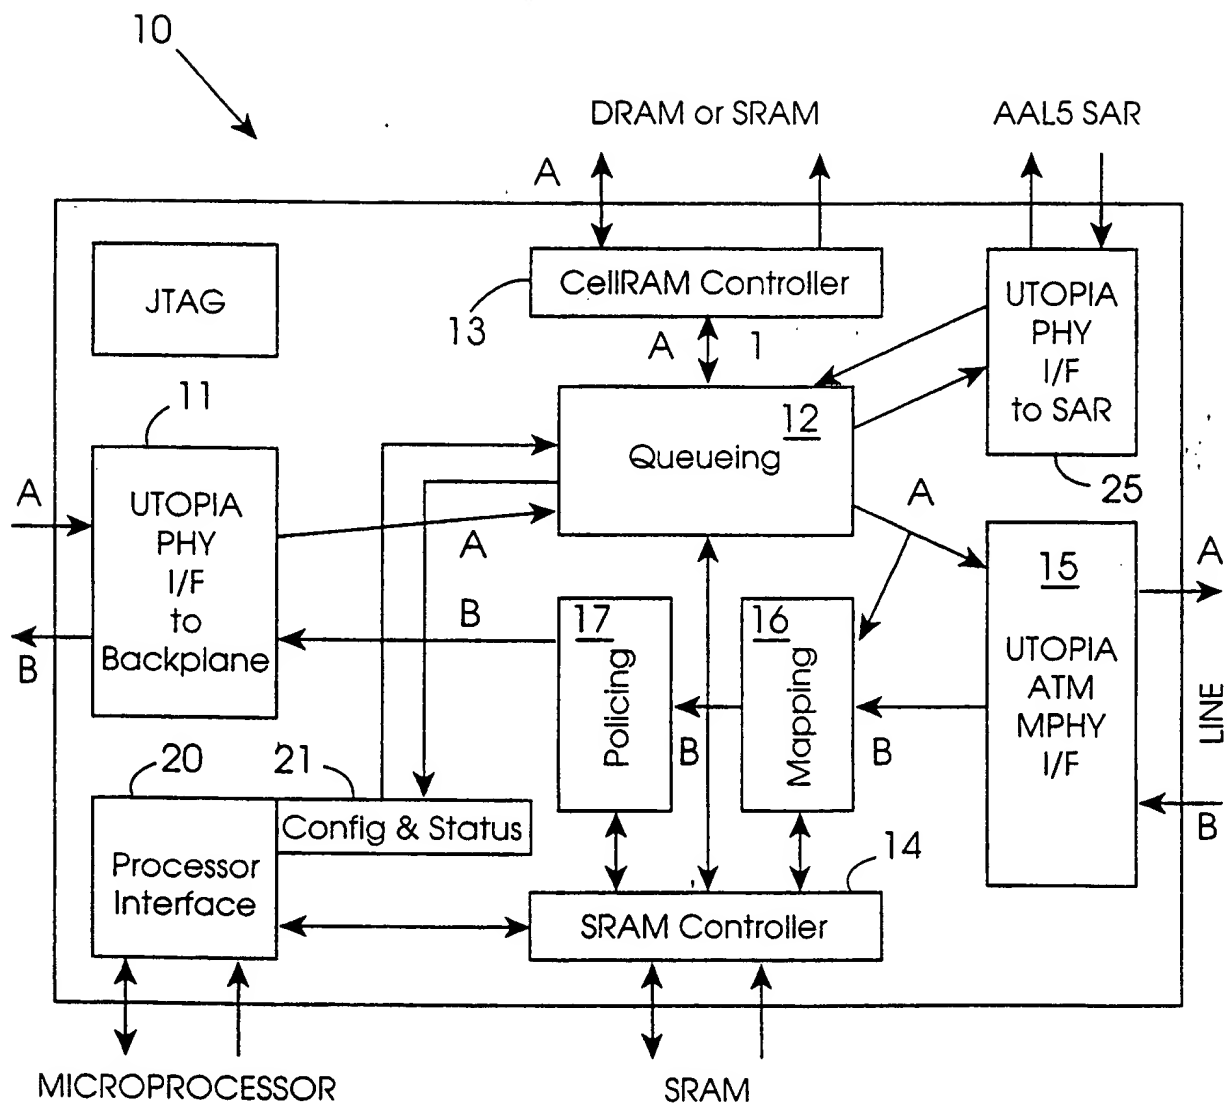 10
DRAM or SRAM
AAL5 SAR
A
JTAG
CellRAM Controller
13
A
1
UTOPIA
PHY
I/F
to SAR
25
11
12
Queueing
A
UTOPIA
PHY
I/F
to
Backplane
A
B
A
B
15
UTOPIA
ATM
MPHY
I/F
A
LINE
B
17
Policing
16
Mapping
B
B
20
21
Config & Status
Processor
Interface
14
SRAM Controller
MICROPROCESSOR
SRAM